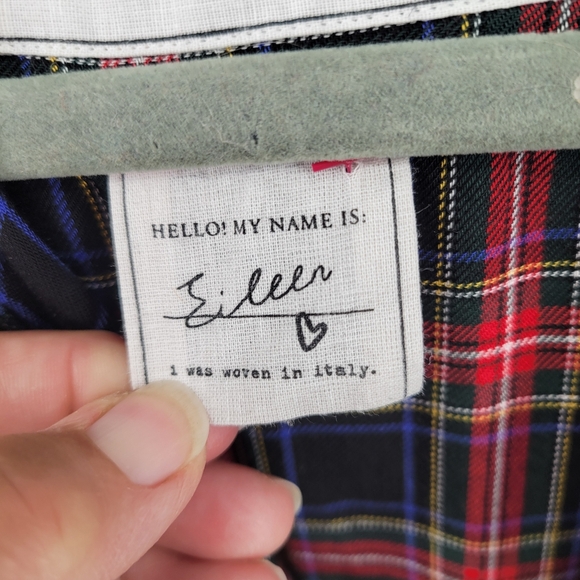 HELLO! MY NAME IS:
Eileen
i was woven in italy.